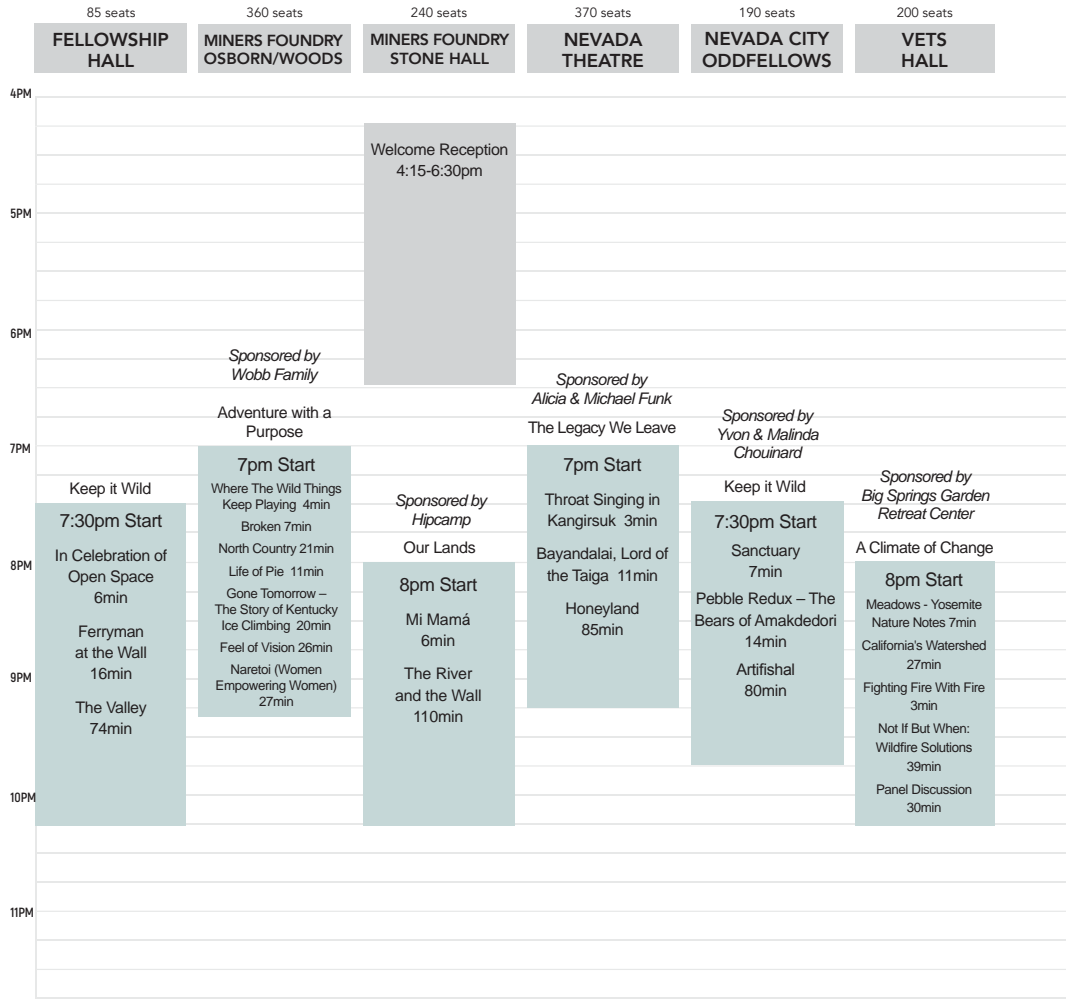 85 seats
FELLOWSHIP
HALL
360 seats
MINERS FOUNDRY
OSBORN/WOODS
240 seats
MINERS FOUNDRY
STONE HALL
370 seats
NEVADA
THEATRE
190 seats
NEVADA CITY
ODDFELLOWS
200 seats
VETS
HALL
4PM
5PM
6PM
7PM
8PM
9PM
10PM
11PM
Keep it Wild
7:30pm Start
In Celebration of
Open Space
6min
Ferryman
at the Wall
16min
The Valley
74min
Sponsored by
Wobb Family
Adventure with a
Purpose
7pm Start
Where The Wild Things
Keep Playing 4min
Broken 7min
North Country 21min
Life of Pie 11min
Gone Tomorrow –
The Story of Kentucky
Ice Climbing 20min
Feel of Vision 26min
Naretoi (Women
Empowering Women)
27min
Welcome Reception
4:15-6:30pm
Sponsored by
Hipcamp
Our Lands
8pm Start
Mi Mamá
6min
The River
and the Wall
110min
Sponsored by
Alicia & Michael Funk
The Legacy We Leave
7pm Start
Throat Singing in
Kangirsuk 3min
Bayandalai, Lord of
the Taiga 11min
Honeyland
85min
Sponsored by
Yvon & Malinda
Chouinard
Keep it Wild
7:30pm Start
Sanctuary
7min
Pebble Redux – The
Bears of Amakdedori
14min
Artifishal
80min
Sponsored by
Big Springs Garden
Retreat Center
A Climate of Change
8pm Start
Meadows - Yosemite
Nature Notes 7min
California's Watershed
27min
Fighting Fire With Fire
3min
Not If But When:
Wildfire Solutions
39min
Panel Discussion
30min